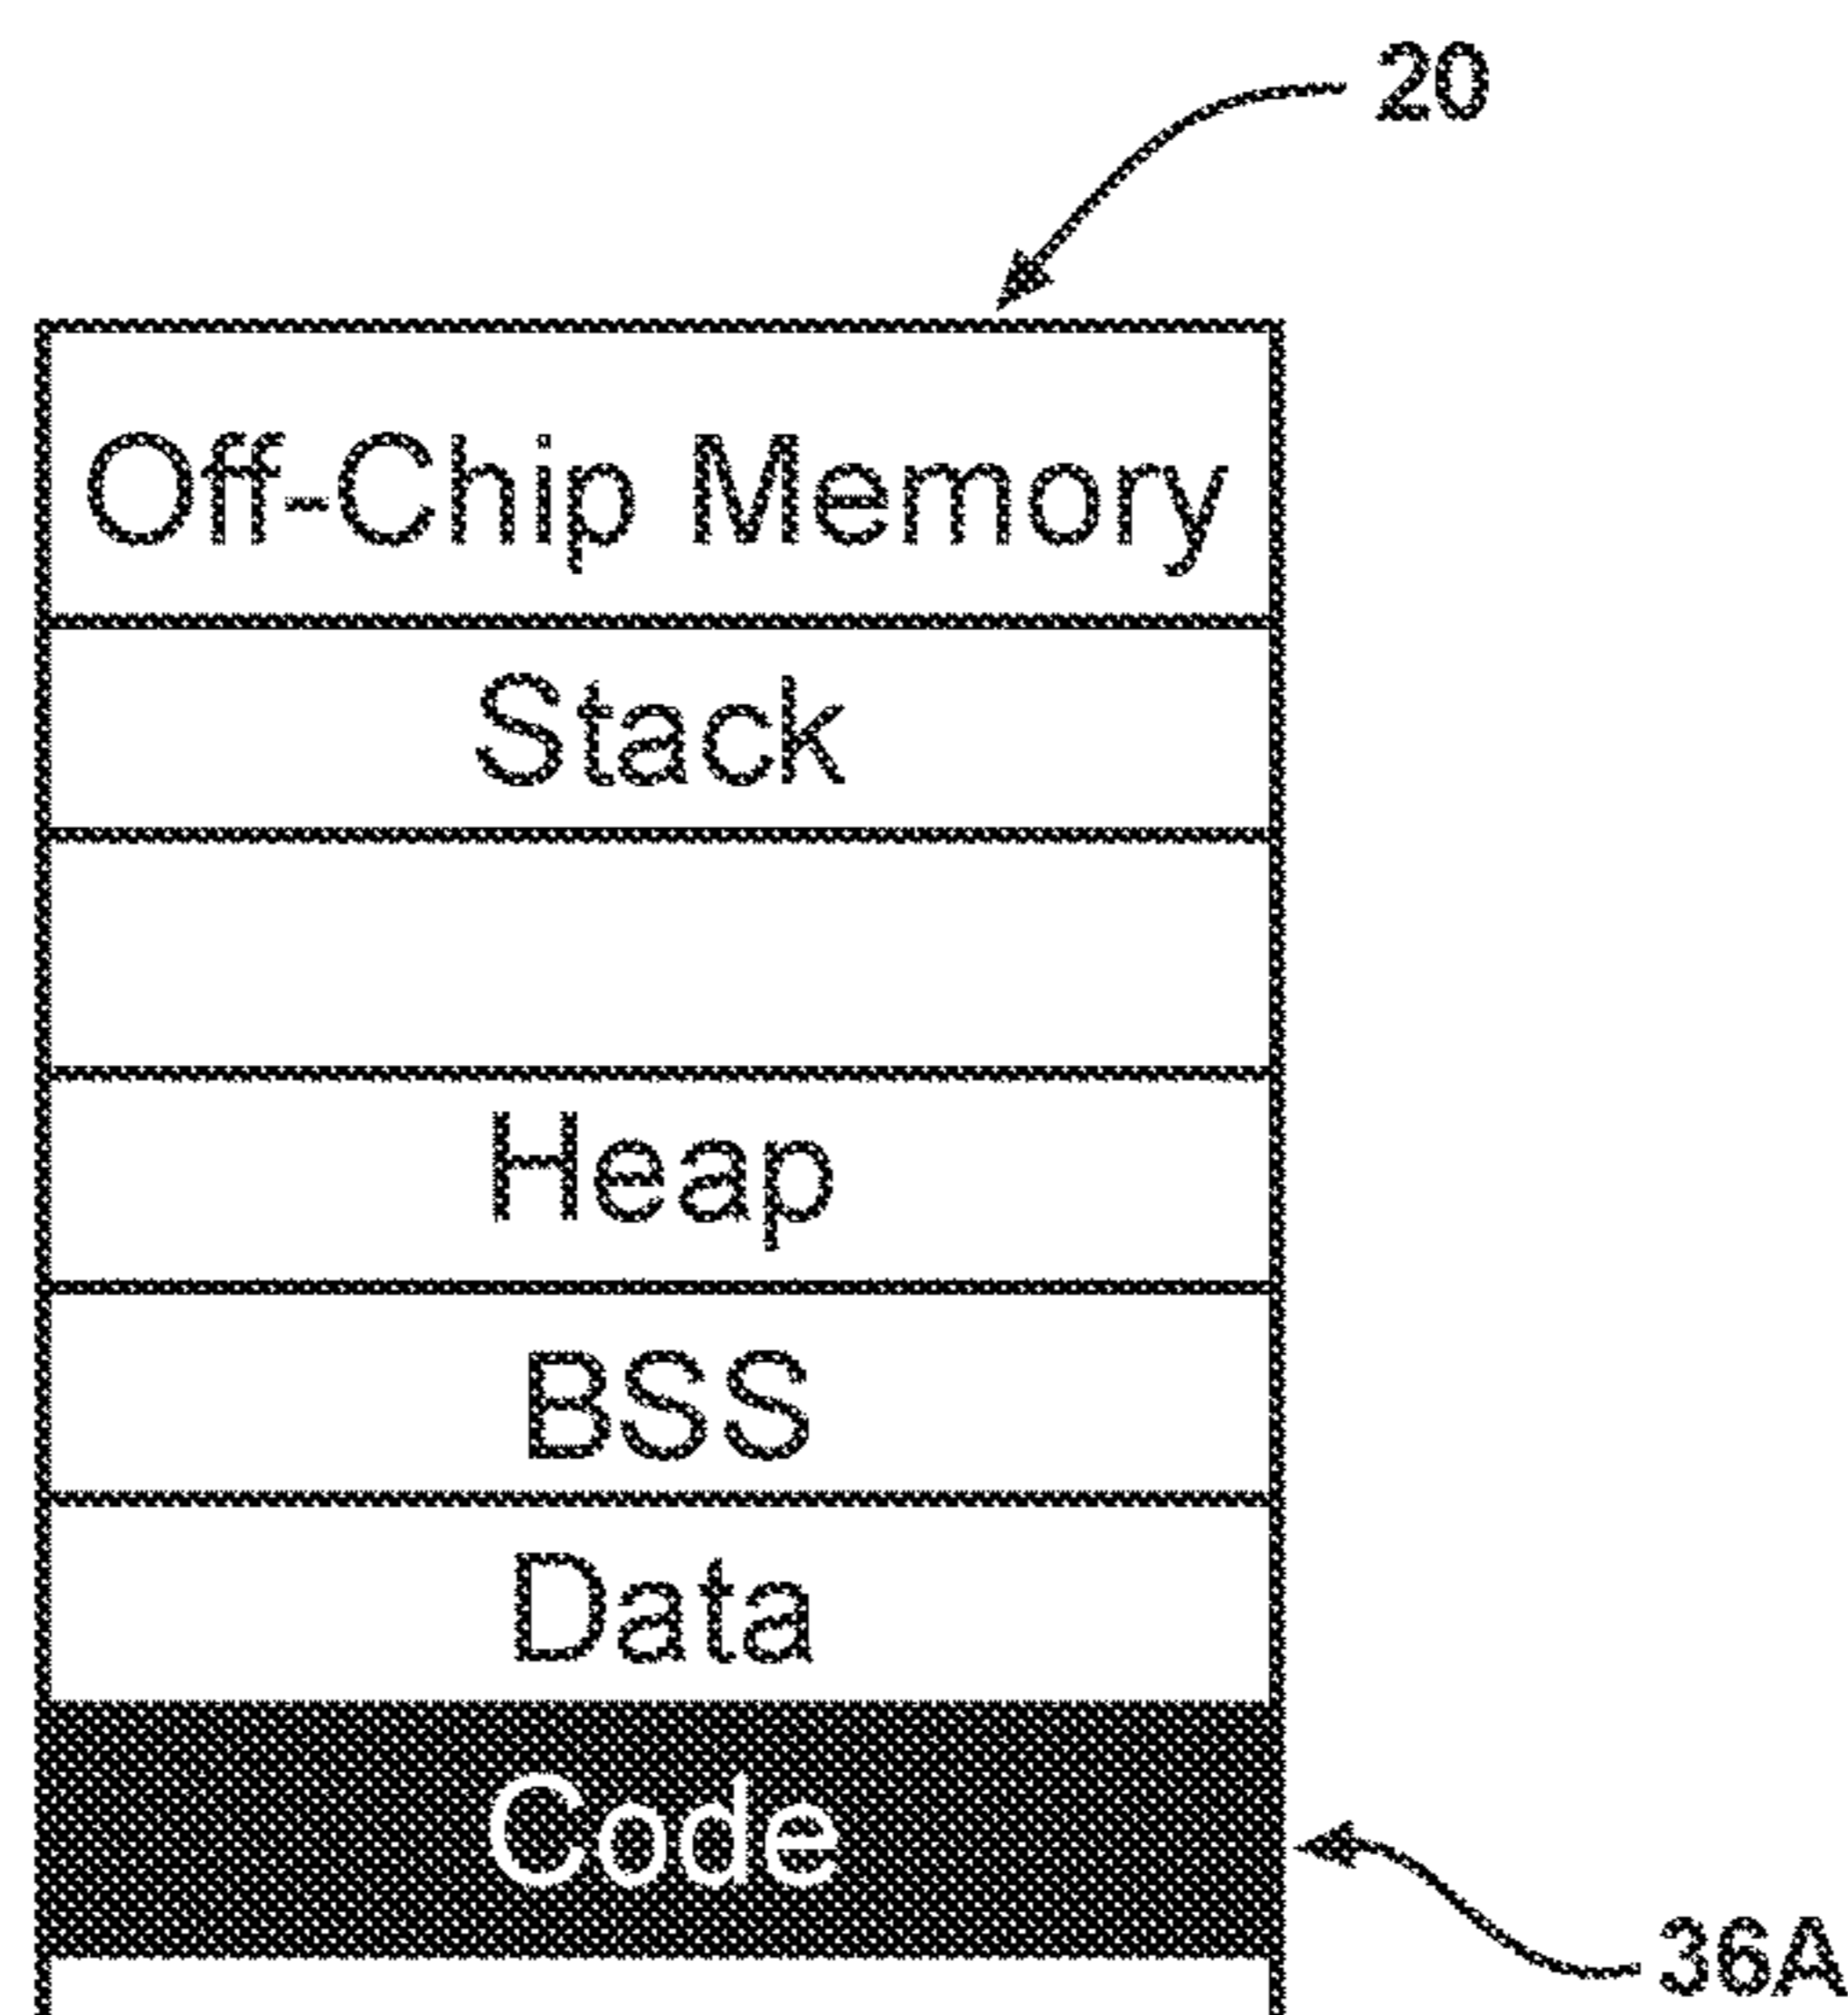 20
Off-Chip Memory
Stack
Heap
BSS
Data
Code
36A